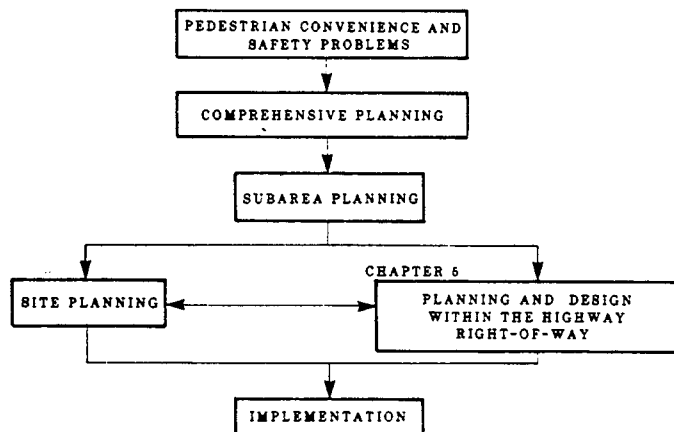 PEDESTRIAN CONVENIENCE AND
SAFETY PROBLEMS
COMPREHENSIVE PLANNING
SUBAREA PLANNING
CHAPTER 5
SITE PLANNING
PLANNING AND DESIGN
WITHIN THE HIGHWAY
RIGHT-OF-WAY
IMPLEMENTATION